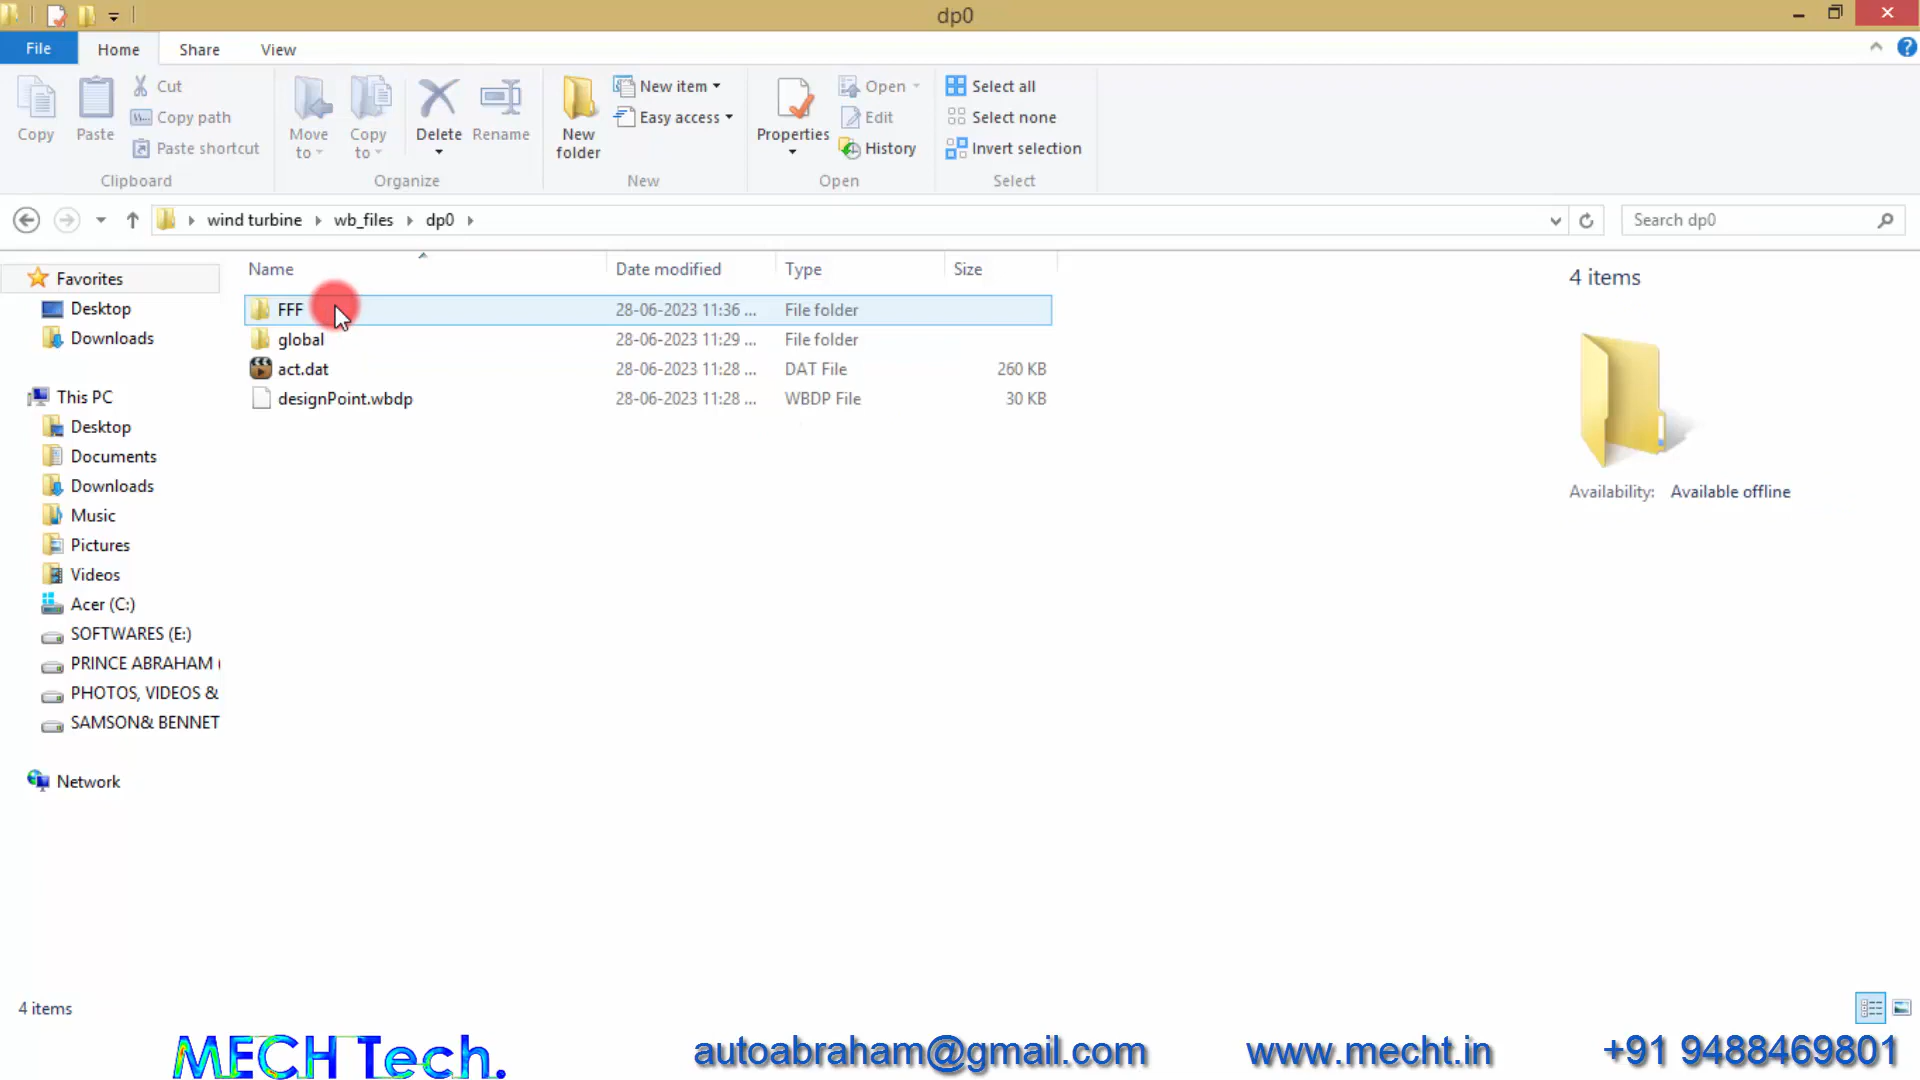 dp0
File Home Share View
Copy
Paste
Cut
Copy path
Paste shortcut
Clipboard
Move to
Copy to
Delete
Rename
Organize
New folder
New item
Easy access
New
Properties
Open
Edit
History
Open
Select all
Select none
Invert selection
Select
wind turbine wb_files dp0
Search dp0
Favorites
Desktop
Downloads
This PC
Desktop
Documents
Downloads
Music
Pictures
Videos
Acer (C:)
SOFTWARES (E:)
PRINCE ABRAHAM (
PHOTOS, VIDEOS &
SAMSON& BENNET
Network
Name Date modified Type Size
FFF 28-06-2023 11:36 ... File folder
global 28-06-2023 11:29 ... File folder
act.dat 28-06-2023 11:28 ... DAT File 260 KB
designPoint.wbdp 28-06-2023 11:28 ... WBDP File 30 KB
4 items
Availability: Available offline
4 items
MECH Tech. autoabraham@gmail.com www.mecht.in +91 9488469801